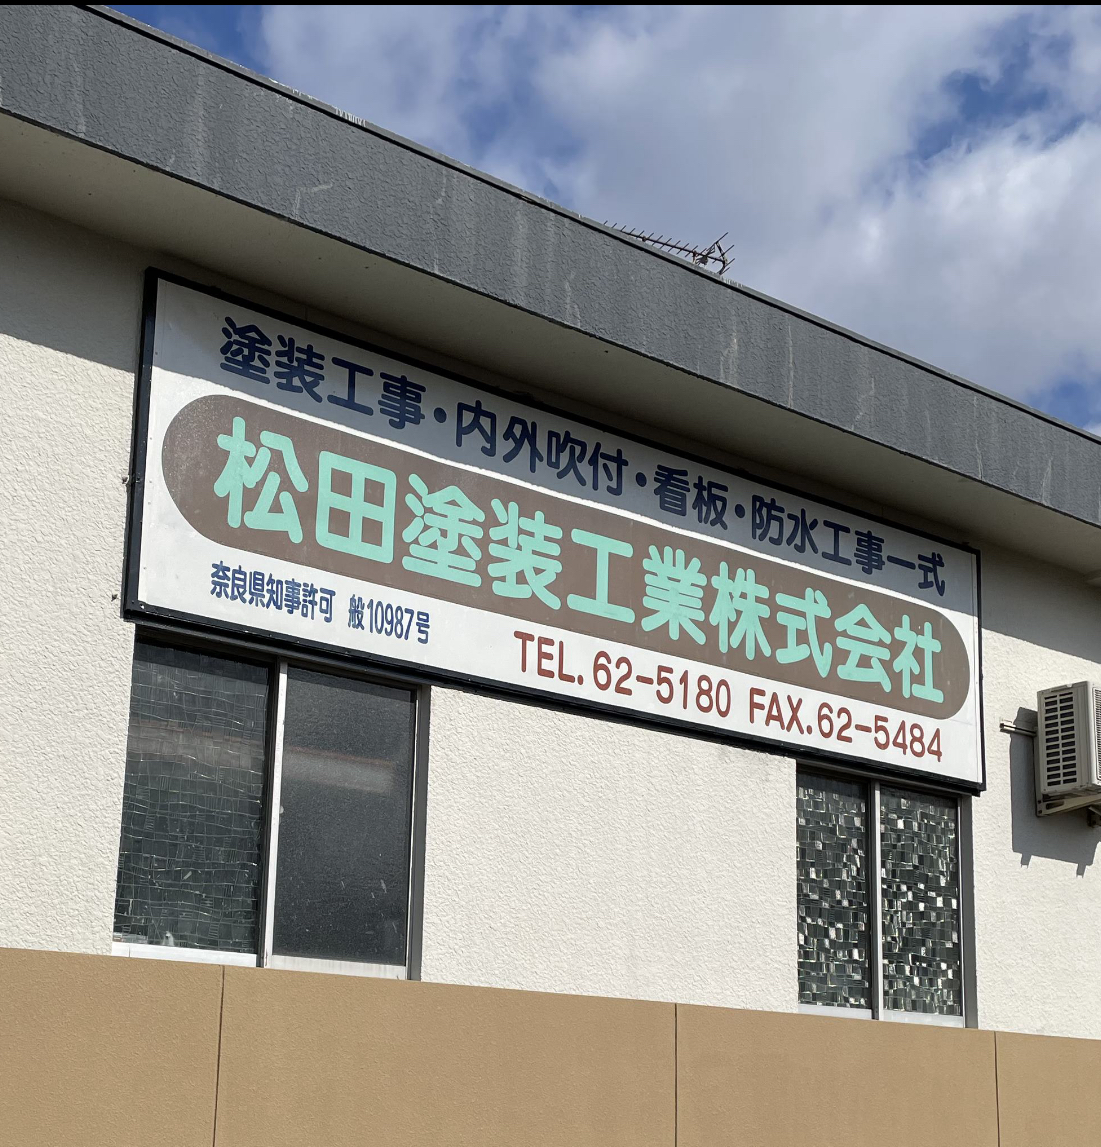 塗装工事・内外吹付・看板・防水工事一式
松田塗装工業株式会社
奈良県知事許可 般10987号
TEL. 62-5180 FAX. 62-5484